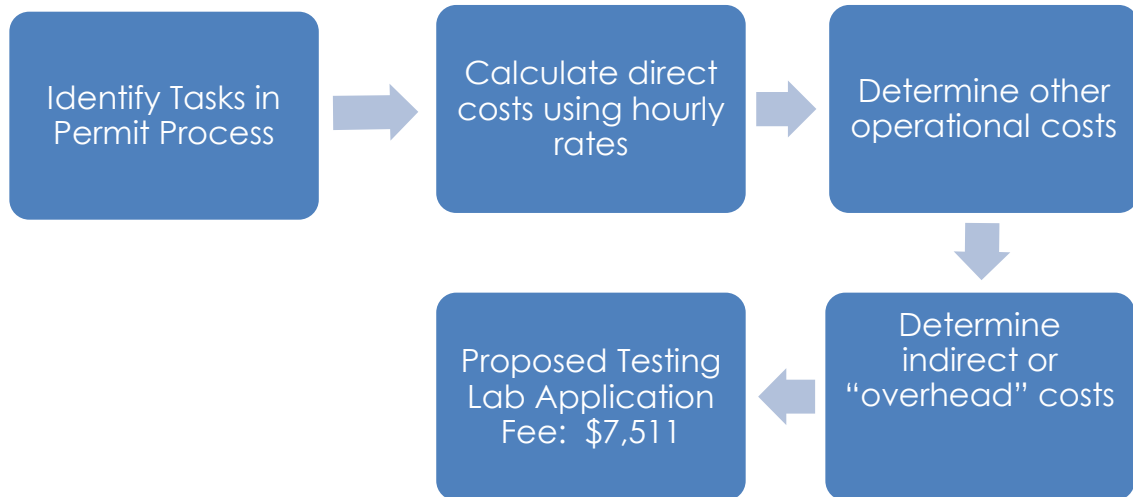 Identify Tasks in
Permit Process
Calculate direct
costs using hourly
rates
Determine other
operational costs
Determine
indirect or
“overhead” costs
Proposed Testing
Lab Application
Fee:  $7,511